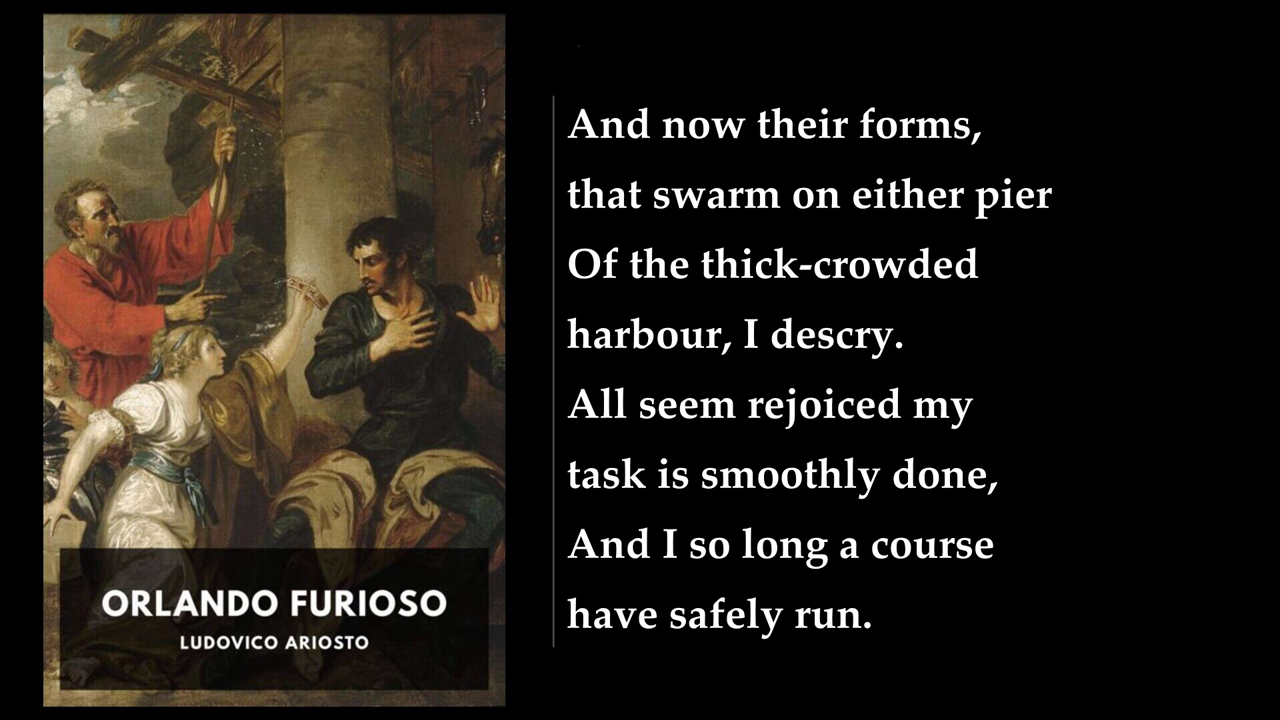 ORLANDO FURIOSO
LUDOVICO ARIOSTO
And now their forms,
that swarm on either pier
Of the thick-crowded
harbour, I descry.
All seem rejoiced my
task is smoothly done,
And I so long a course
have safely run.